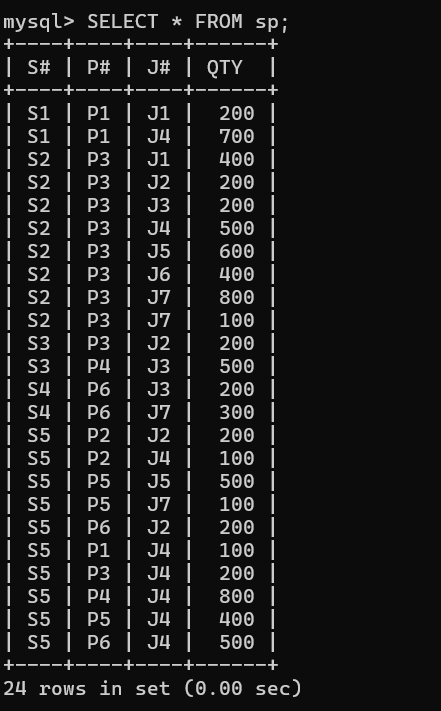 mysql> SELECT * FROM sp;
+----+----+----+------+
| S# | P# | J# | QTY  |
+----+----+----+------+
| S1 | P1 | J1 |  200 |
| S1 | P1 | J4 |  700 |
| S2 | P3 | J1 |  400 |
| S2 | P3 | J2 |  200 |
| S2 | P3 | J3 |  200 |
| S2 | P3 | J4 |  500 |
| S2 | P3 | J5 |  600 |
| S2 | P3 | J6 |  400 |
| S2 | P3 | J7 |  800 |
| S2 | P3 | J7 |  100 |
| S3 | P3 | J2 |  200 |
| S3 | P4 | J3 |  500 |
| S4 | P6 | J3 |  200 |
| S4 | P6 | J7 |  300 |
| S5 | P2 | J2 |  200 |
| S5 | P2 | J4 |  100 |
| S5 | P5 | J5 |  500 |
| S5 | P5 | J7 |  100 |
| S5 | P6 | J2 |  200 |
| S5 | P1 | J4 |  100 |
| S5 | P3 | J4 |  200 |
| S5 | P4 | J4 |  800 |
| S5 | P5 | J4 |  400 |
| S5 | P6 | J4 |  500 |
+----+----+----+------+
24 rows in set (0.00 sec)